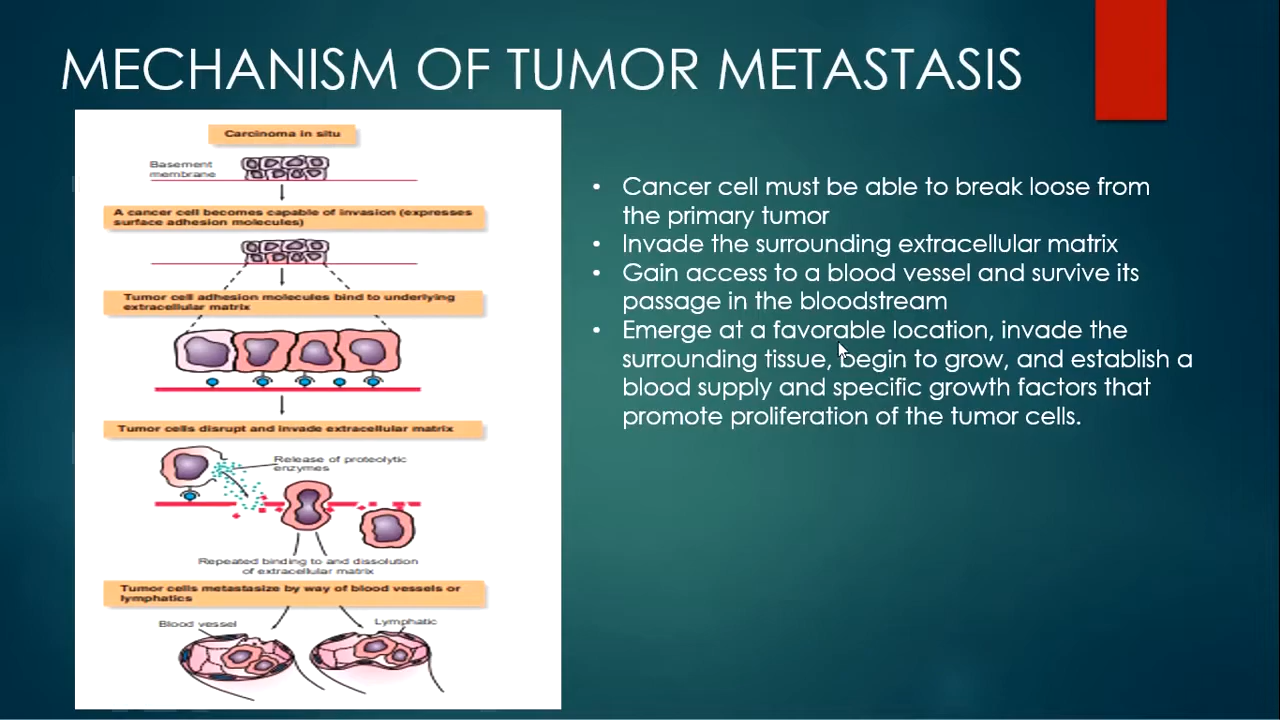 MECHANISM OF TUMOR METASTASIS
Carcinoma in situ
Basement
membrane
A cancer cell becomes capable of invasion (expresses
surface adhesion molecules)
Tumor cell adhesion molecules bind to underlying
extracellular matrix
Tumor cells disrupt and invade extracellular matrix
Release of proteolytic
enzymes
Repeated binding to and dissolution
of extracellular matrix
Tumor cells metastasize by way of blood vessels or
lymphatics
Blood vessel
Lymphatic
• Cancer cell must be able to break loose from
the primary tumor
• Invade the surrounding extracellular matrix
• Gain access to a blood vessel and survive its
passage in the bloodstream
• Emerge at a favorable location, invade the
surrounding tissue, begin to grow, and establish a
blood supply and specific growth factors that
promote proliferation of the tumor cells.